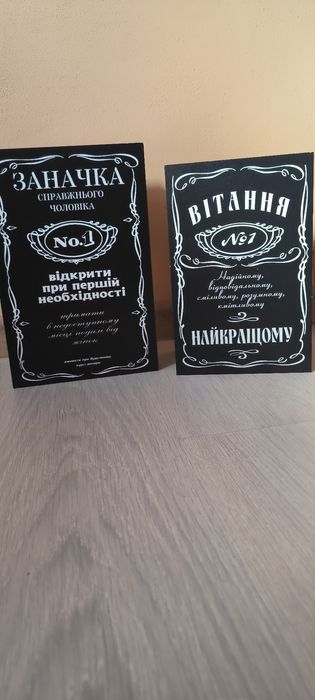 ЗАНАЧКА
СПРАВЖНЬОГО
ЧОЛОВІКА
No.1
відкрити
при першій
необхідності
тримати
в недоступному
місці подалі від
жінок
ВІТАННЯ
№1
Надійному,
відповідальному,
сміливому, розумному,
кмітливому
НАЙКРАЩОМУ